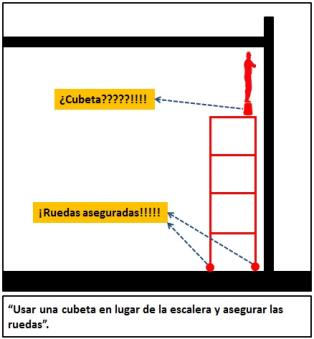 ¿Cubeta?????!!!!
¡Ruedas aseguradas!!!!!
“Usar una cubeta en lugar de la escalera y asegurar las
ruedas”.